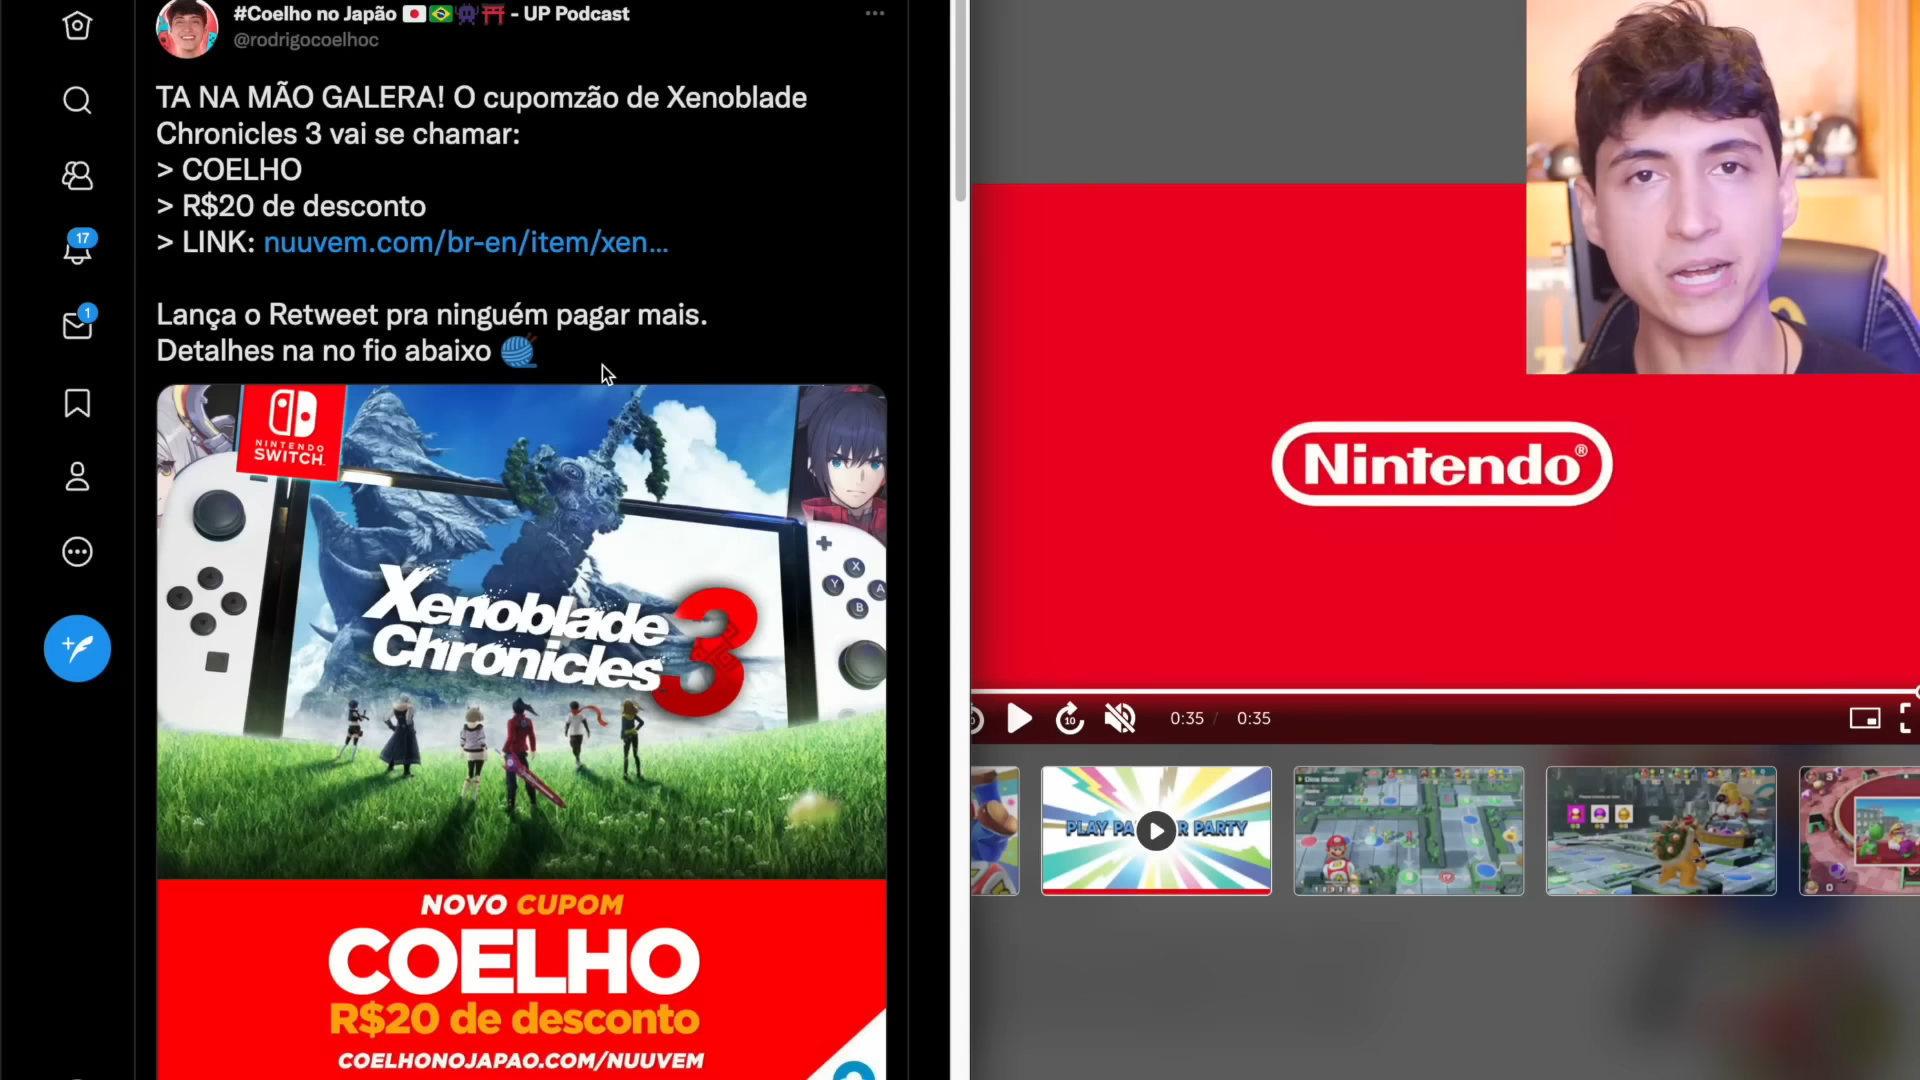 #Coelho no Japão 🇯🇵🇧🇷👾⛩️ - UP Podcast
@rodrigocoelhoc
TA NA MÃO GALERA! O cupomzão de Xenoblade
Chronicles 3 vai se chamar:
> COELHO
> R$20 de desconto
> LINK: nuuvem.com/br-en/item/xen...
Lança o Retweet pra ninguém pagar mais.
Detalhes na no fio abaixo 🧶
17
1
NINTENDO
SWITCH
Xenoblade
Chronicles 3
X
Y
A
B
NOVO CUPOM
COELHO
R$20 de desconto
COELHONOJAPAO.COM/NUUVEM
Nintendo®
10
0:35 / 0:35